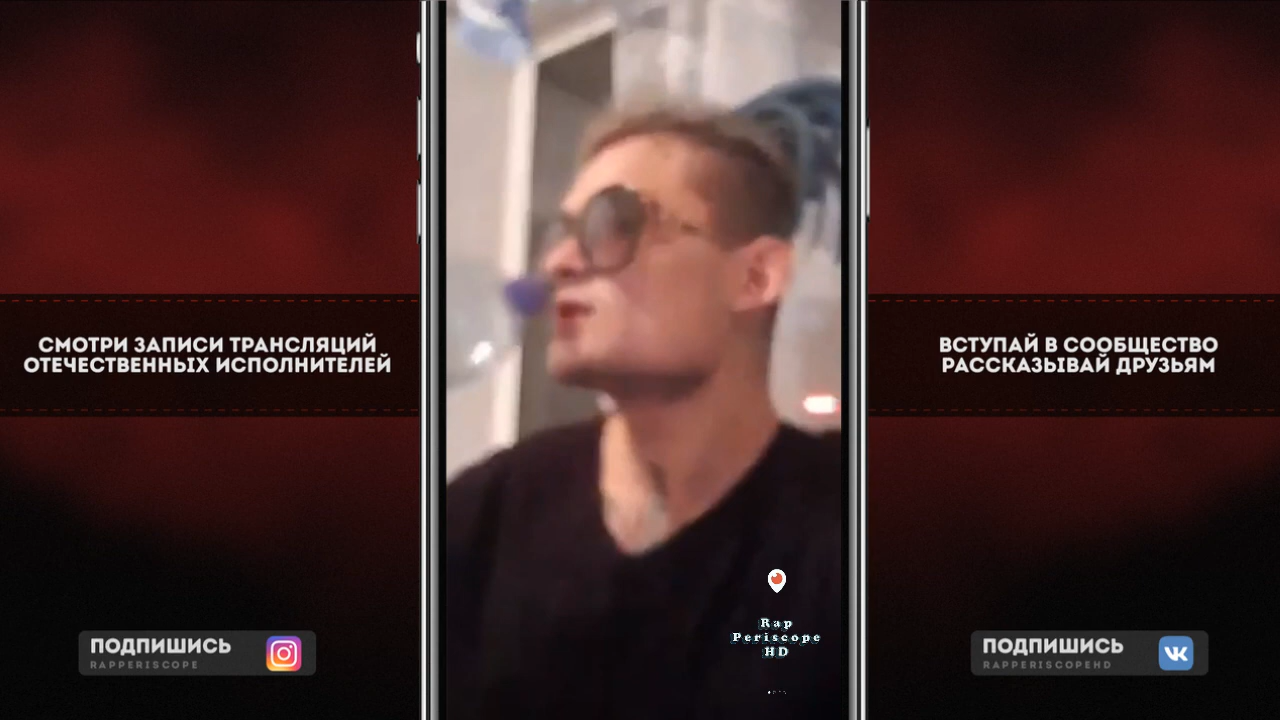 СМОТРИ ЗАПИСИ ТРАНСЛЯЦИЙ
ОТЕЧЕСТВЕННЫХ ИСПОЛНИТЕЛЕЙ
ВСТУПАЙ В СООБЩЕСТВО
РАССКАЗЫВАЙ ДРУЗЬЯМ
Rap
Periscope
HD
ПОДПИШИСЬ
RAPPERISCOPE
ПОДПИШИСЬ
RAPPERISCOPEHD